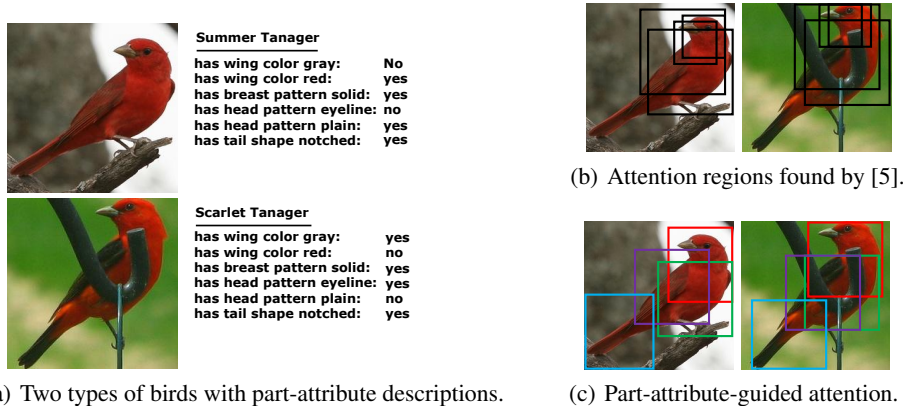 Summer Tanager
has wing color gray: No
has wing color red: yes
has breast pattern solid: yes
has head pattern eyeline: no
has head pattern plain: yes
has tail shape notched: yes
Scarlet Tanager
has wing color gray: yes
has wing color red: no
has breast pattern solid: yes
has head pattern eyeline: yes
has head pattern plain: no
has tail shape notched: yes
) Two types of birds with part-attribute descriptions.
(b) Attention regions found by [5].
(c) Part-attribute-guided attention.